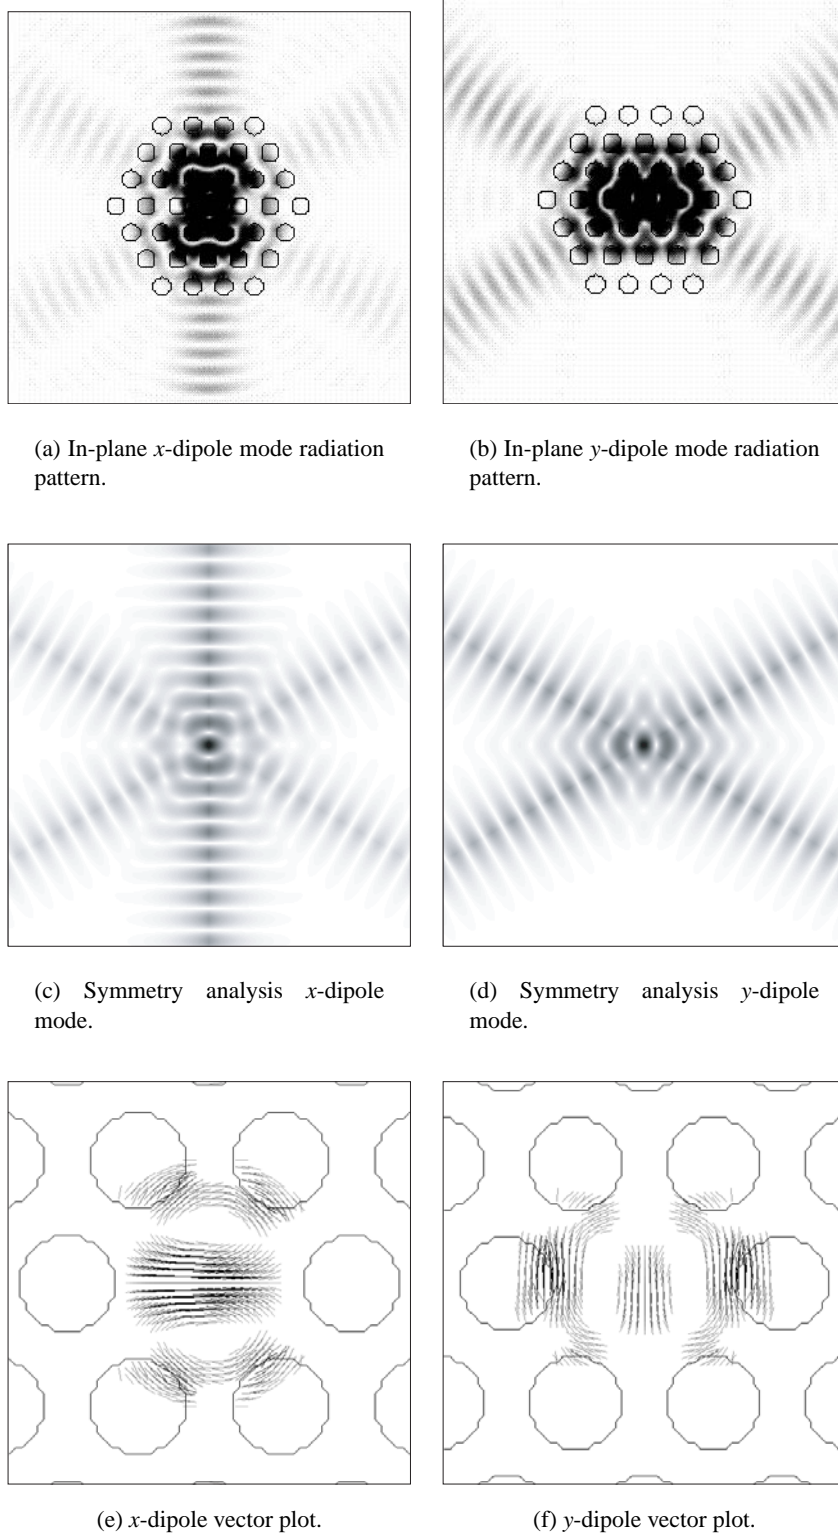 (a) In-plane x-dipole mode radiation
pattern.
(b) In-plane y-dipole mode radiation
pattern.
(c) Symmetry analysis x-dipole
mode.
(d) Symmetry analysis y-dipole
mode.
(e) x-dipole vector plot.
(f) y-dipole vector plot.